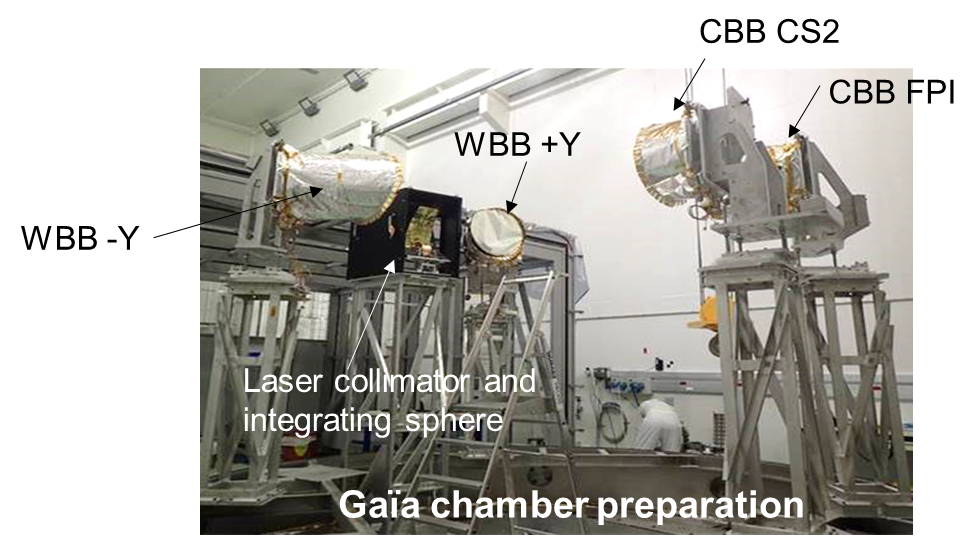 CBB CS2
CBB FPI
WBB +Y
WBB -Y
Laser collimator and
integrating sphere
Gaïa chamber preparation